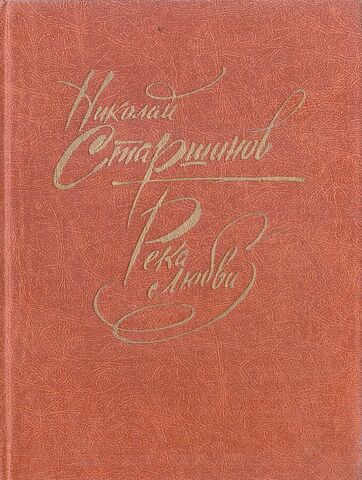 Николай
Старшинов
Река
Любви